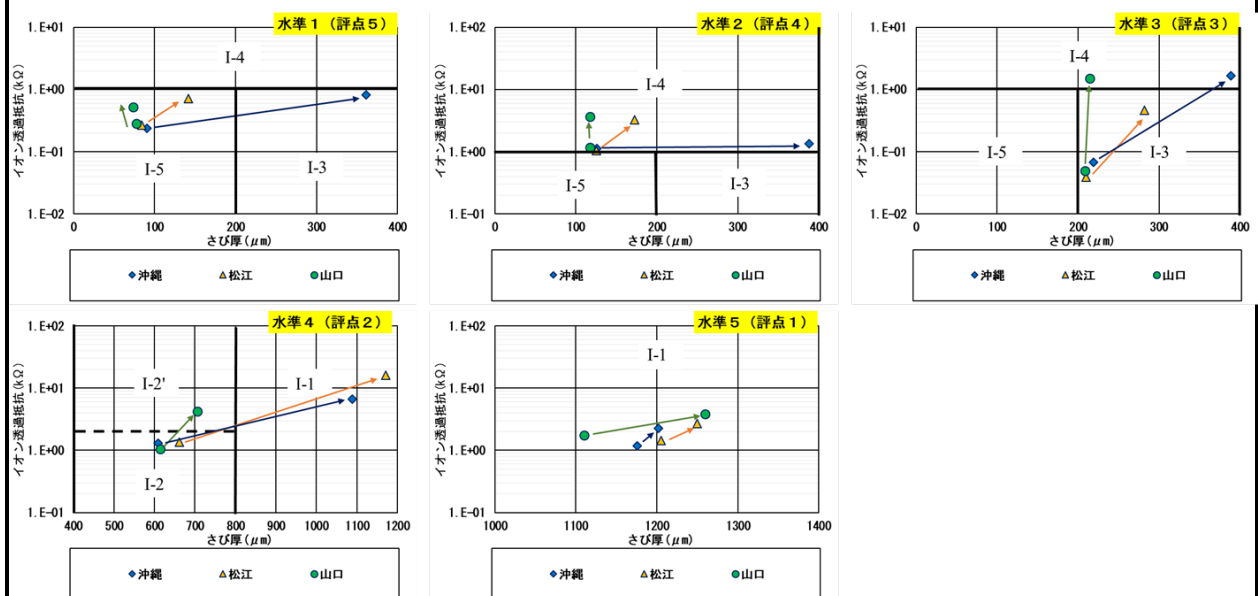 水準１（評点５）
1.E+01
1.E+00
1.E-01
1.E-02
イオン透過抵抗(kΩ)
I-4
I-5
I-3
0 100 200 300 400
さび厚(μm)
沖縄 松江 山口
水準２（評点４）
1.E+02
1.E+01
1.E+00
1.E-01
イオン透過抵抗(kΩ)
I-4
I-5
I-3
0 100 200 300 400
さび厚(μm)
沖縄 松江 山口
水準３（評点３）
1.E+01
1.E+00
1.E-01
1.E-02
イオン透過抵抗(kΩ)
I-4
I-5
I-3
0 100 200 300 400
さび厚(μm)
沖縄 松江 山口
水準４（評点２）
1.E+02
1.E+01
1.E+00
1.E-01
イオン透過抵抗(kΩ)
I-2'
I-1
I-2
400 500 600 700 800 900 1000 1100 1200
さび厚(μm)
沖縄 松江 山口
水準５（評点１）
1.E+02
1.E+01
1.E+00
1.E-01
イオン透過抵抗(kΩ)
I-1
1000 1100 1200 1300 1400
さび厚(μm)
沖縄 松江 山口